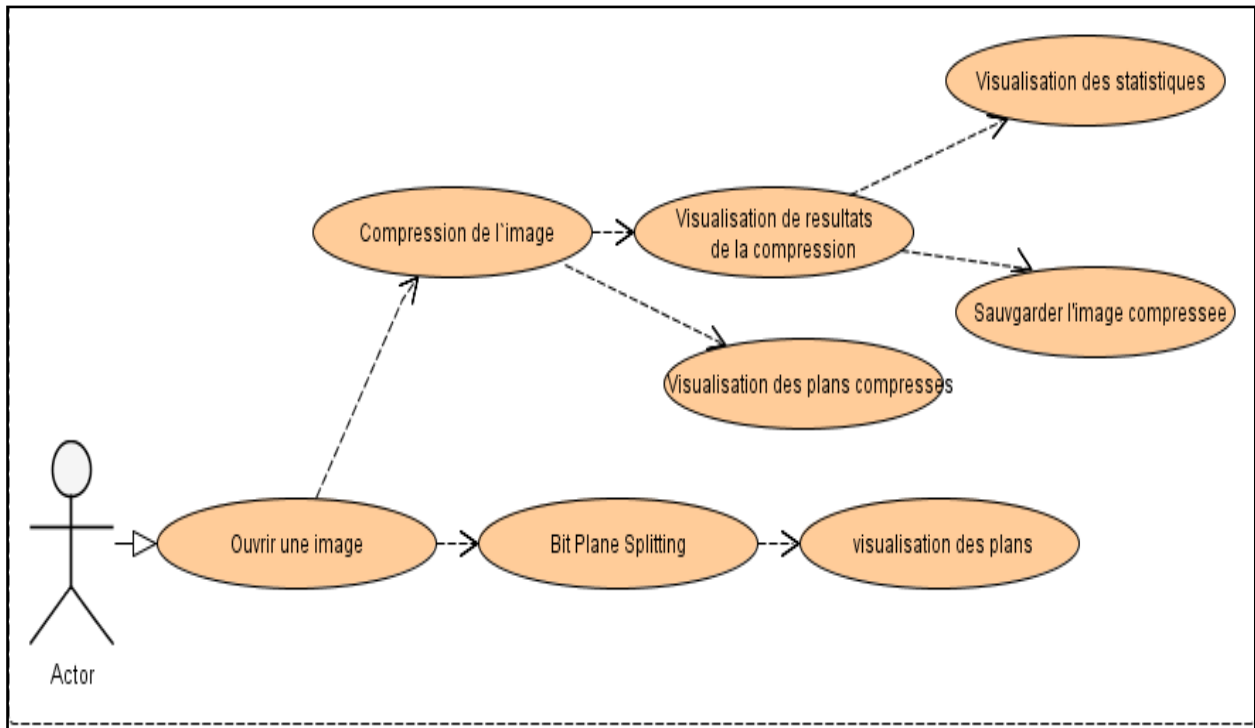 Visualisation des statistiques
Compression de l`image
Visualisation de resultats
de la compression
Sauvgarder l'image compressee
Visualisation des plans compresses
Ouvrir une image
Bit Plane Splitting
visualisation des plans
Actor